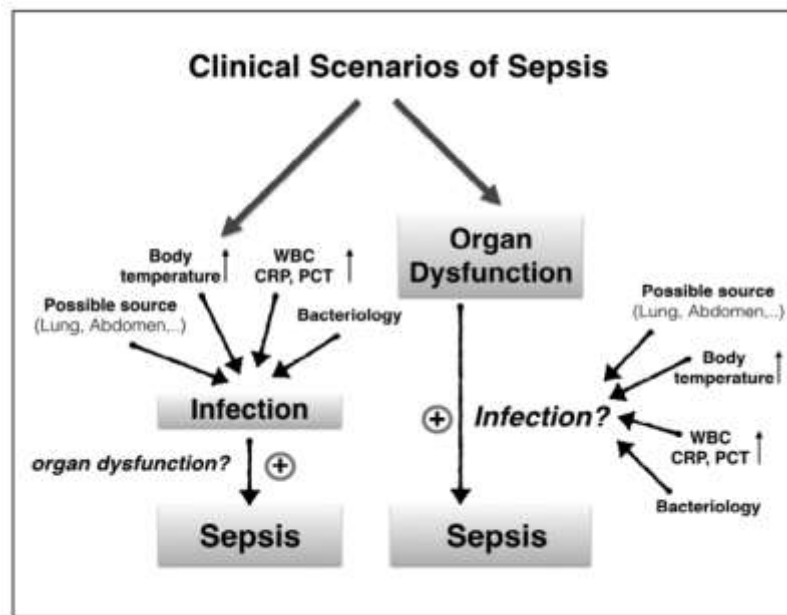 Clinical Scenarios of Sepsis
Body
temperature↑
WBC
CRP, PCT ↑
Possible source
(Lung, Abdomen,..)
Bacteriology
Infection
organ dysfunction?
+
Sepsis
Organ
Dysfunction
+
Infection?
Possible source
(Lung, Abdomen,..)
Body
temperature↑
WBC
CRP, PCT ↑
Bacteriology
Sepsis